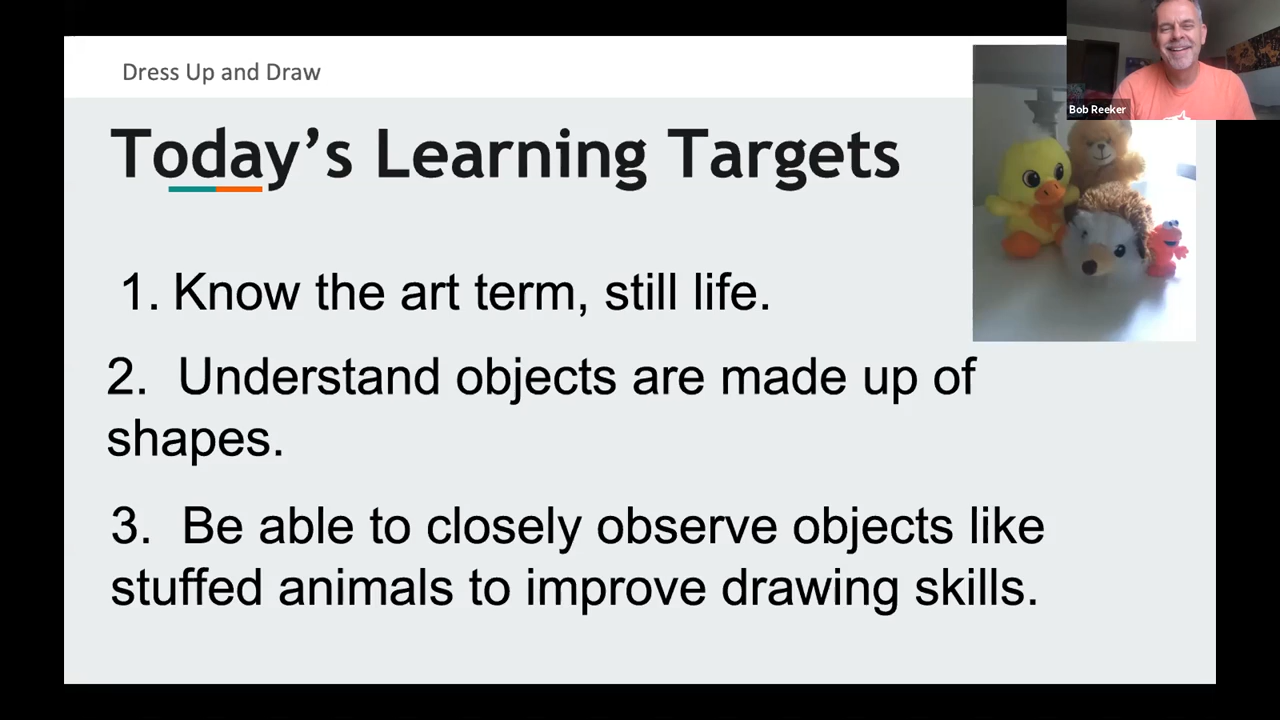 Dress Up and Draw
Bob Reeker
Today's Learning Targets
1. Know the art term, still life.
2. Understand objects are made up of
shapes.
3. Be able to closely observe objects like
stuffed animals to improve drawing skills.